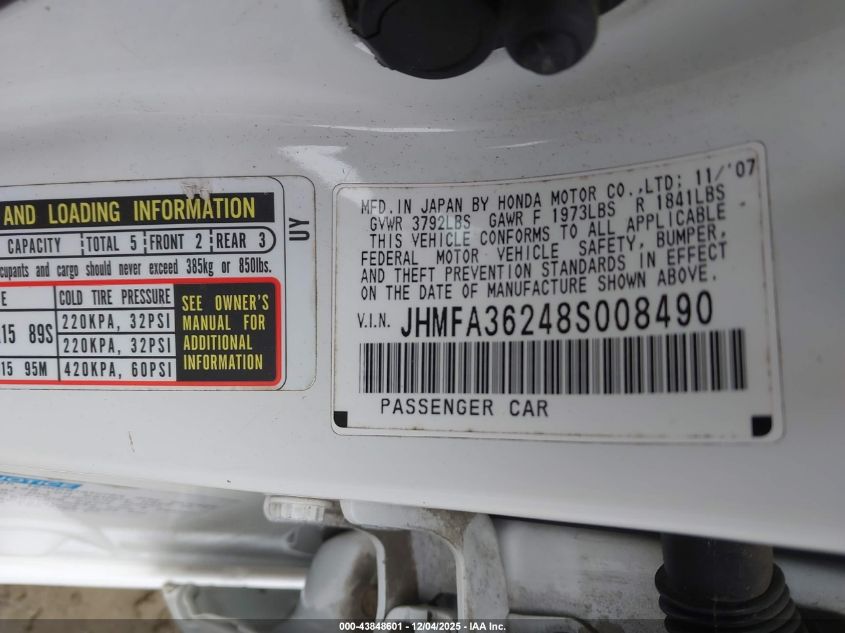 AND LOADING INFORMATION
CAPACITY TOTAL 5 FRONT 2 REAR 3
and cargo should never exceed 385kg or 850lbs.
COLD TIRE PRESSURE
15 89S 220KPA, 32PSI
220KPA, 32PSI
15 95M 420KPA, 60PSI
SEE OWNER'S
MANUAL FOR
ADDITIONAL
INFORMATION
UY
MFD. IN JAPAN BY HONDA MOTOR CO., LTD: 11/'07
GVWR 3792LBS GAWR F 1973LBS R 1841LBS
THIS VEHICLE CONFORMS TO ALL APPLICABLE
FEDERAL MOTOR VEHICLE SAFETY, BUMPER,
AND THEFT PREVENTION STANDARDS IN EFFECT
ON THE DATE OF MANUFACTURE SHOWN ABOVE.
V.I.N. JHMFA36248S008490
PASSENGER CAR
000-43848601 - 12/04/2025 - IAA Inc.